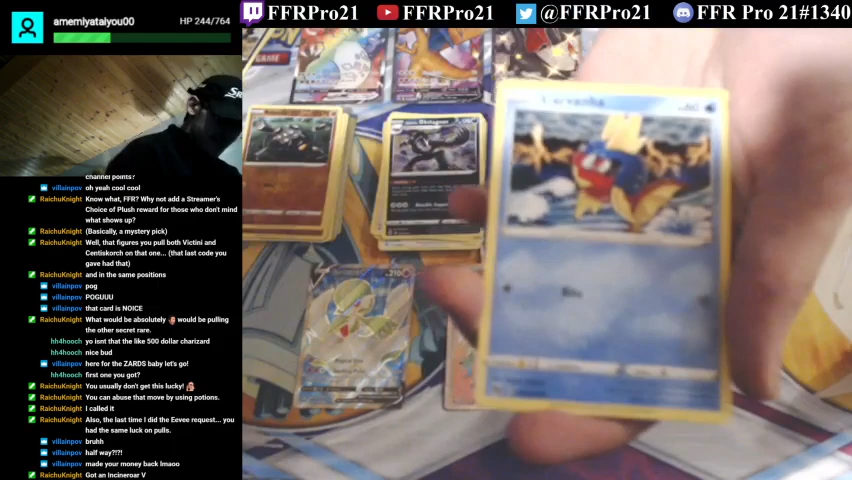 amemlyatalyou00
HP 244/764
FFRPro21
FFRPro21
@FFRPro21
FFR Pro 21#1340
GAME
channel points?
villainpov oh yeah cool cool
RaichuKnight Know what, FFR? Why not add a Streamer's
Choice of Plush reward for those who don't mind
what shows up?
RaichuKnight (Basically, a mystery pick)
RaichuKnight Well, that figures you pull both Victini and
Centiskorch on that one... (that last code you
gave had that)
RaichuKnight and in the same positions
villainpov pog
villainpov POGUUU
villainpov that card is NOICE
RaichuKnight What would be absolutely would be pulling
the other secret rare.
hh4hooch yo isnt that the like 500 dollar charizard
hh4hooch nice bud
villainpov here for the ZARDS baby let's go!
hh4hooch first one you got?
RaichuKnight You usually don't get this lucky!
RaichuKnight You can abuse that move by using potions.
RaichuKnight I called it
RaichuKnight Also, the last time I did the Eevee request... you
had the same luck on pulls.
villainpov bruhh
villainpov half way?!?!
villainpov made your money back lmaoo
RaichuKnight Got an Incineroar V